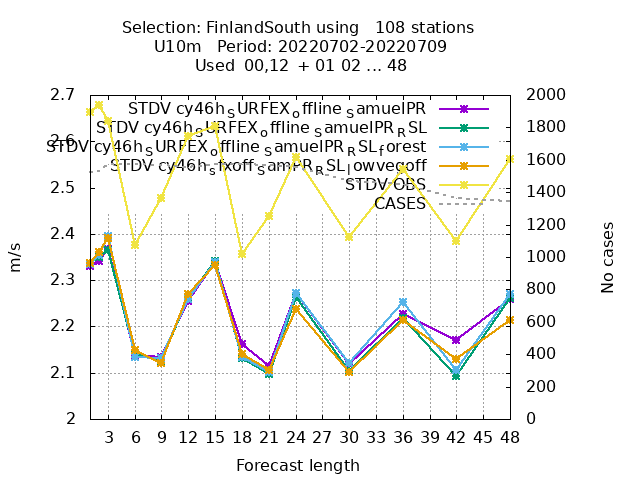 Selection: FinlandSouth using   108 stations
U10m   Period: 20220702-20220709
Used  00,12  + 01 02 ... 48
2.7
2000
STDV cy46h_SURFEX_offline_samuelPR
STDV cy46h_SURFEX_offline_samuelPR_RSL
STDV cy46h_SURFEX_offline_samuelPR_RSL_forest
STDV cy46h_sfxoff_samPR_RSL_lowvegoff
STDV OBS
CASES
2.6
2.5
2.4
2.3
2.2
2.1
2
1800
1600
1400
1200
1000
800
600
400
200
0
m/s
No cases
3 6 9 12 15 18 21 24 27 30 33 36 39 42 45 48
Forecast length